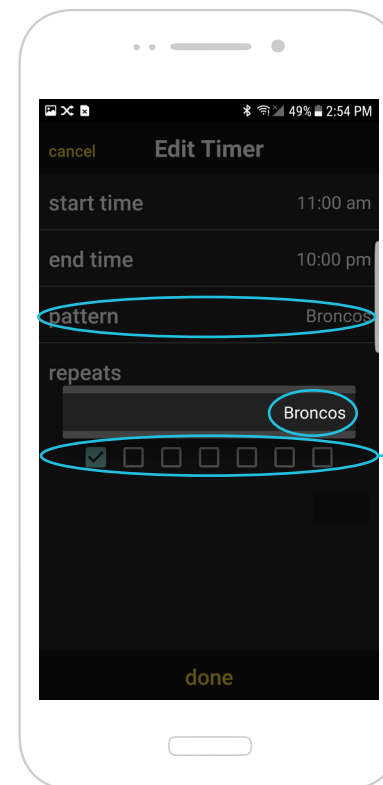 49% 2:54 PM
cancel Edit Timer
start time 11:00 am
end time 10:00 pm
pattern Broncos
repeats
Broncos
done